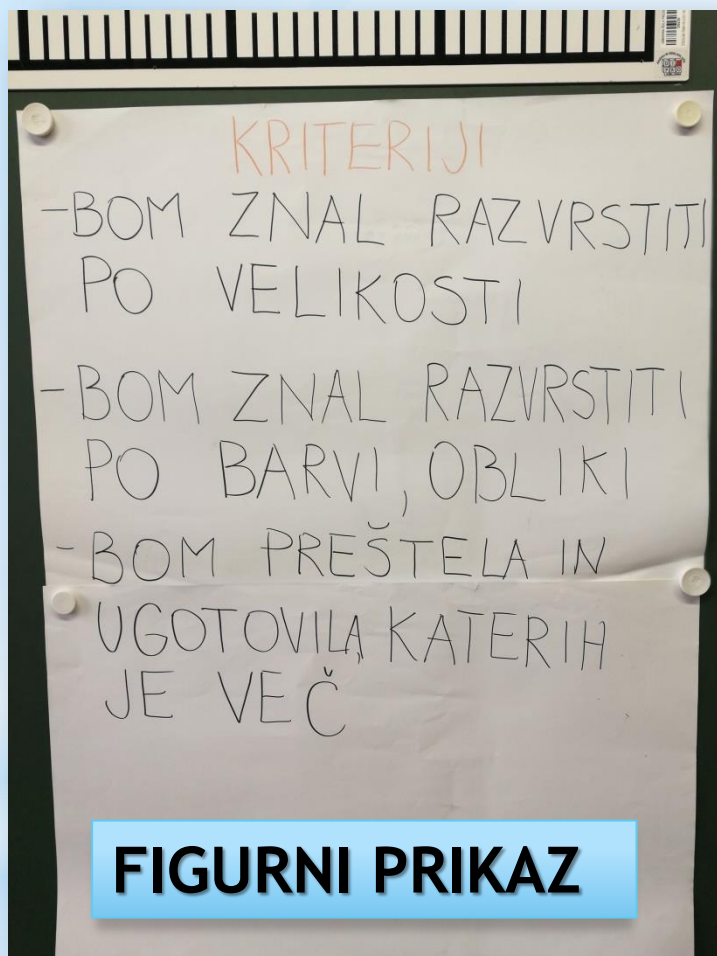 KRITERIJI
-BOM ZNAL RAZVRSTITI
PO VELIKOSTI
-BOM ZNAL RAZVRSTITI
PO BARVI, OBLIKI
-BOM PREŠTELA IN
UGOTOVILA, KATERIH
JE VEČ
FIGURNI PRIKAZ